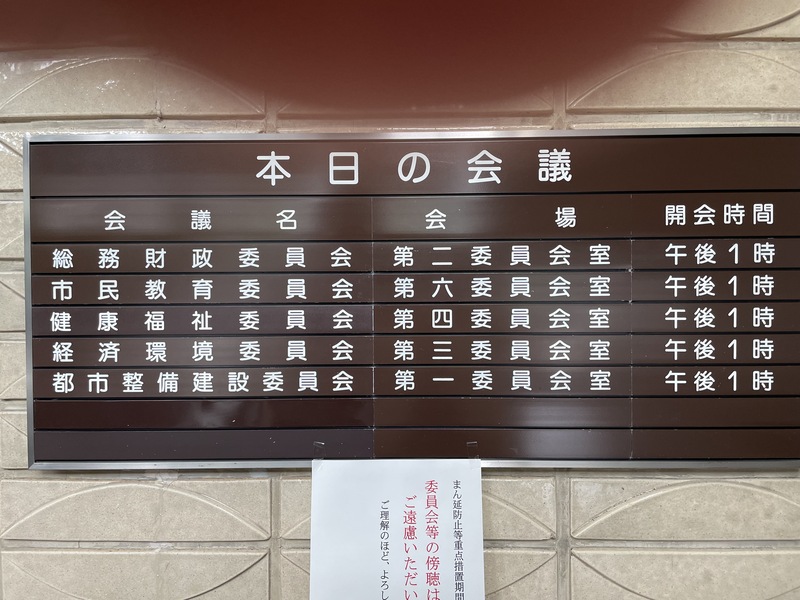 本日の会議
会議名 会場 開会時間
総務財政委員会 第二委員会室 午後1時
市民教育委員会 第六委員会室 午後1時
健康福祉委員会 第四委員会室 午後1時
経済環境委員会 第三委員会室 午後1時
都市整備建設委員会 第一委員会室 午後1時
まん延防止等重点措置期間
委員会等の傍聴は
ご遠慮いただい
ご理解のほど、よろし